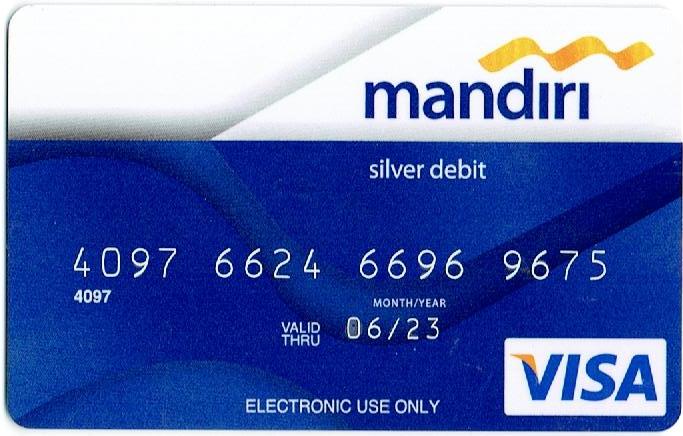 mandiri
silver debit
4097 6624 6696 9675
4097
MONTH/YEAR
VALID THRU 06/23
VISA
ELECTRONIC USE ONLY